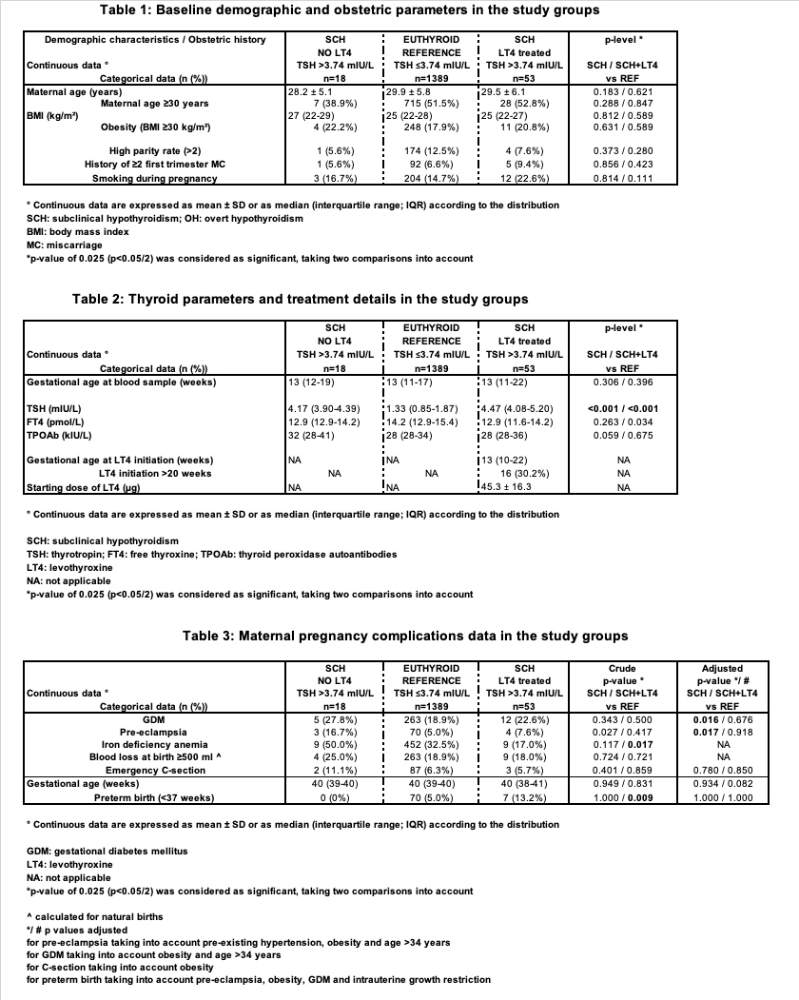 Table 1: Baseline demographic and obstetric parameters in the study groups
Demographic characteristics / Obstetric history SCH EUTHYROID SCH p-level *
NO LT4 REFERENCE LT4 treated
Continuous data ° TSH >3.74 mIU/L TSH ≤3.74 mIU/L TSH >3.74 mIU/L SCH / SCH+LT4
Categorical data (n (%)) n=18 n=1389 n=53 vs REF
Maternal age (years) 28.2 ± 5.1 29.9 ± 5.8 29.5 ± 6.1 0.183 / 0.621
Maternal age ≥30 years 7 (38.9%) 715 (51.5%) 28 (52.8%) 0.288 / 0.847
BMI (kg/m²) 27 (22-29) 25 (22-28) 25 (22-27) 0.812 / 0.589
Obesity (BMI ≥30 kg/m²) 4 (22.2%) 248 (17.9%) 11 (20.8%) 0.631 / 0.589
High parity rate (>2) 1 (5.6%) 174 (12.5%) 4 (7.6%) 0.373 / 0.280
History of ≥2 first trimester MC 1 (5.6%) 92 (6.6%) 5 (9.4%) 0.856 / 0.423
Smoking during pregnancy 3 (16.7%) 204 (14.7%) 12 (22.6%) 0.814 / 0.111
° Continuous data are expressed as mean ± SD or as median (interquartile range; IQR) according to the distribution
SCH: subclinical hypothyroidism; OH: overt hypothyroidism
BMI: body mass index
MC: miscarriage
*p-value of 0.025 (p<0.05/2) was considered as significant, taking two comparisons into account
Table 2: Thyroid parameters and treatment details in the study groups
SCH EUTHYROID SCH p-level *
NO LT4 REFERENCE LT4 treated
Continuous data ° TSH >3.74 mIU/L TSH ≤3.74 mIU/L TSH >3.74 mIU/L SCH / SCH+LT4
Categorical data (n (%)) n=18 n=1389 n=53 vs REF
Gestational age at blood sample (weeks) 13 (12-19) 13 (11-17) 13 (11-22) 0.306 / 0.396
TSH (mIU/L) 4.17 (3.90-4.39) 1.33 (0.85-1.87) 4.47 (4.08-5.20) <0.001 / <0.001
FT4 (pmol/L) 12.9 (12.9-14.2) 14.2 (12.9-15.4) 12.9 (11.6-14.2) 0.263 / 0.034
TPOAb (kIU/L) 32 (28-41) 28 (28-34) 28 (28-36) 0.059 / 0.675
Gestational age at LT4 initiation (weeks) NA NA 13 (10-22) NA
LT4 initiation >20 weeks NA NA 16 (30.2%) NA
Starting dose of LT4 (µg) NA NA 45.3 ± 16.3 NA
° Continuous data are expressed as mean ± SD or as median (interquartile range; IQR) according to the distribution
SCH: subclinical hypothyroidism
TSH: thyrotropin; FT4: free thyroxine; TPOAb: thyroid peroxidase autoantibodies
LT4: levothyroxine
NA: not applicable
*p-value of 0.025 (p<0.05/2) was considered as significant, taking two comparisons into account
Table 3: Maternal pregnancy complications data in the study groups
SCH EUTHYROID SCH Crude Adjusted
NO LT4 REFERENCE LT4 treated p-value * p-value */ #
Continuous data ° TSH >3.74 mIU/L TSH ≤3.74 mIU/L TSH >3.74 mIU/L SCH / SCH+LT4 SCH / SCH+LT4
Categorical data (n (%)) n=18 n=1389 n=53 vs REF vs REF
GDM 5 (27.8%) 263 (18.9%) 12 (22.6%) 0.343 / 0.500 0.016 / 0.676
Pre-eclampsia 3 (16.7%) 70 (5.0%) 4 (7.6%) 0.027 / 0.417 0.017 / 0.918
Iron deficiency anemia 9 (50.0%) 452 (32.5%) 9 (17.0%) 0.117 / 0.017 NA
Blood loss at birth ≥500 ml ^ 4 (25.0%) 263 (18.9%) 9 (18.0%) 0.724 / 0.721 NA
Emergency C-section 2 (11.1%) 87 (6.3%) 3 (5.7%) 0.401 / 0.859 0.780 / 0.850
Gestational age (weeks) 40 (39-40) 40 (39-40) 40 (38-41) 0.949 / 0.831 0.934 / 0.082
Preterm birth (<37 weeks) 0 (0%) 70 (5.0%) 7 (13.2%) 1.000 / 0.009 1.000 / 1.000
° Continuous data are expressed as mean ± SD or as median (interquartile range; IQR) according to the distribution
GDM: gestational diabetes mellitus
LT4: levothyroxine
NA: not applicable
*p-value of 0.025 (p<0.05/2) was considered as significant, taking two comparisons into account
^ calculated for natural births
*/ # p values adjusted
for pre-eclampsia taking into account pre-existing hypertension, obesity and age >34 years
for GDM taking into account obesity and age >34 years
for C-section taking into account obesity
for preterm birth taking into account pre-eclampsia, obesity, GDM and intrauterine growth restriction